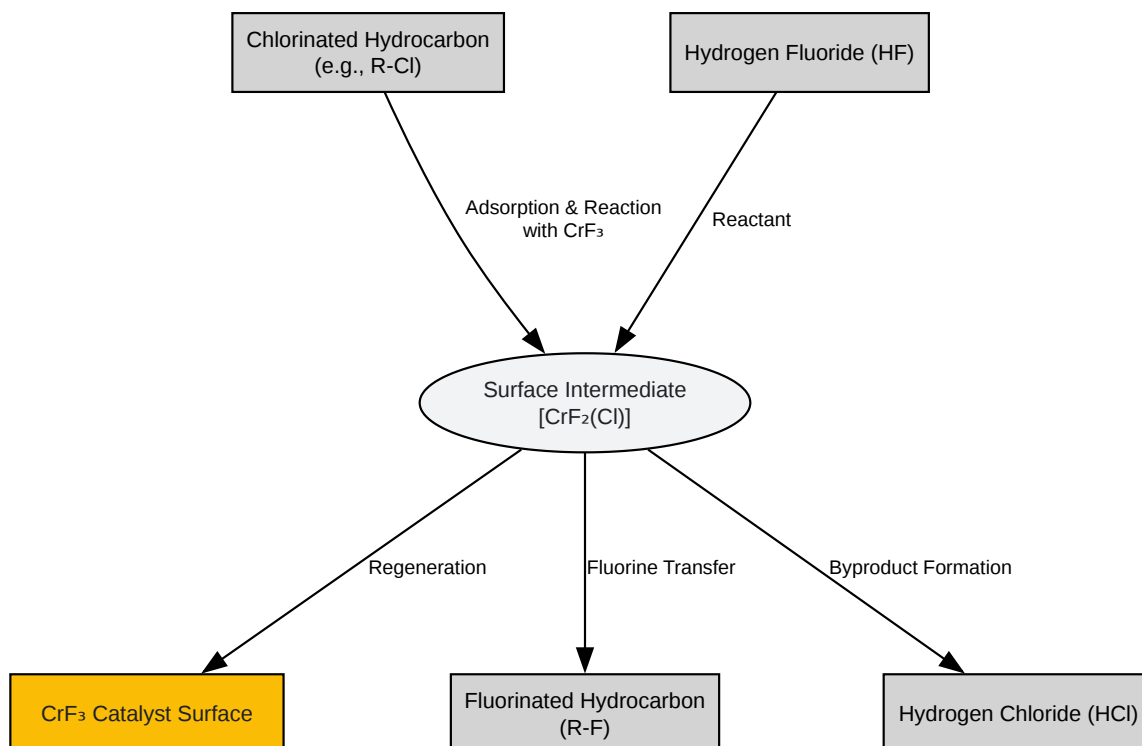 Chlorinated Hydrocarbon
(e.g., R-Cl)
Hydrogen Fluoride (HF)
Adsorption & Reaction
with CrF₃
Reactant
Surface Intermediate
[CrF₂(Cl)]
Regeneration
Fluorine Transfer
Byproduct Formation
CrF₃ Catalyst Surface
Fluorinated Hydrocarbon
(R-F)
Hydrogen Chloride (HCl)